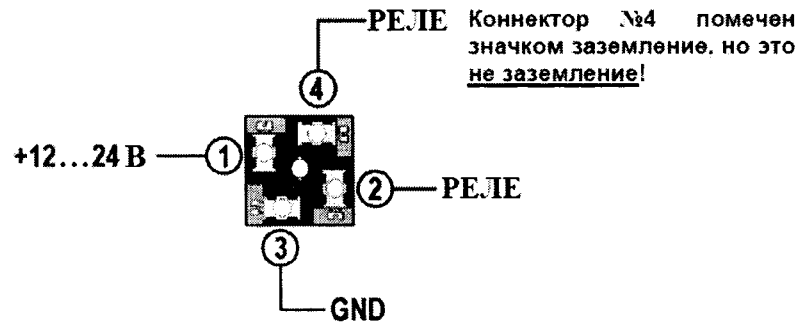 РЕЛЕ
Коннектор №4 помечен
значком заземление, но это
не заземление!
4
+12...24 В
1
2
РЕЛЕ
3
GND